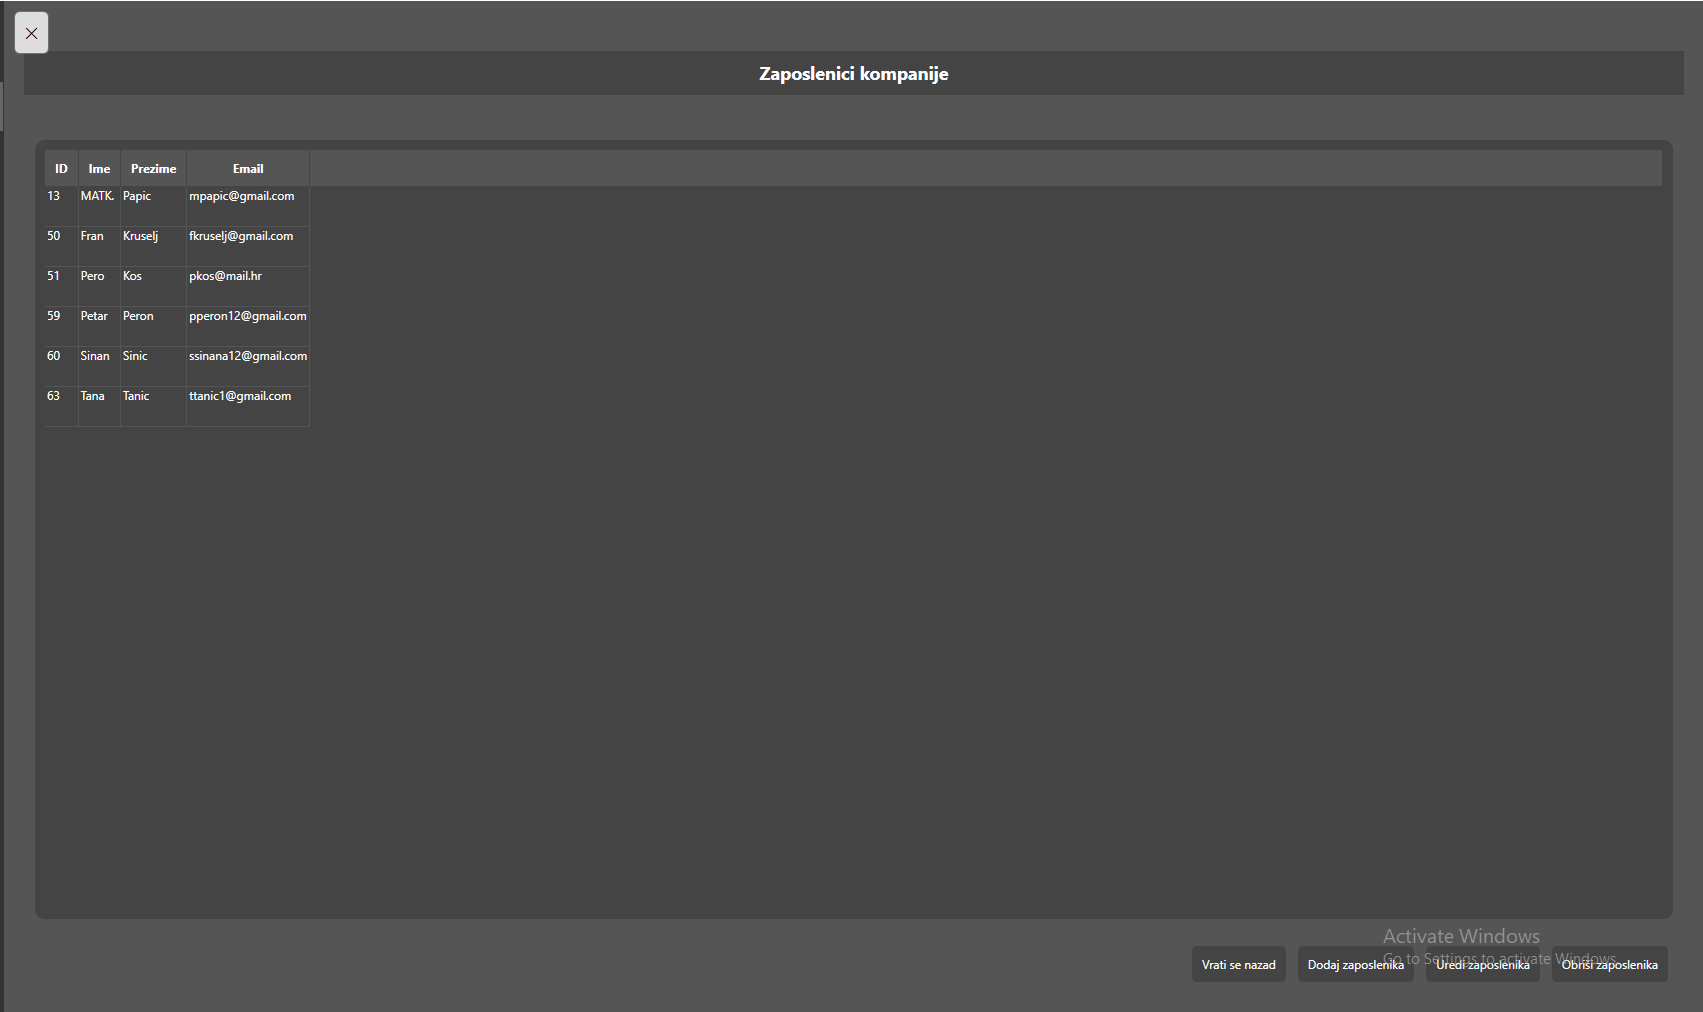 Zaposlenici kompanije
ID Ime Prezime Email
13 MATK. Papic mpapic@gmail.com
50 Fran Kruselj fkruselj@gmail.com
51 Pero Kos pkos@mail.hr
59 Petar Peron pperon12@gmail.com
60 Sinan Sinic ssinana12@gmail.com
63 Tana Tanic ttanic1@gmail.com
Activate Windows
Go to Settings to activate Windows.
Vrati se nazad Dodaj zaposlenika Uredi zaposlenika Obriši zaposlenika